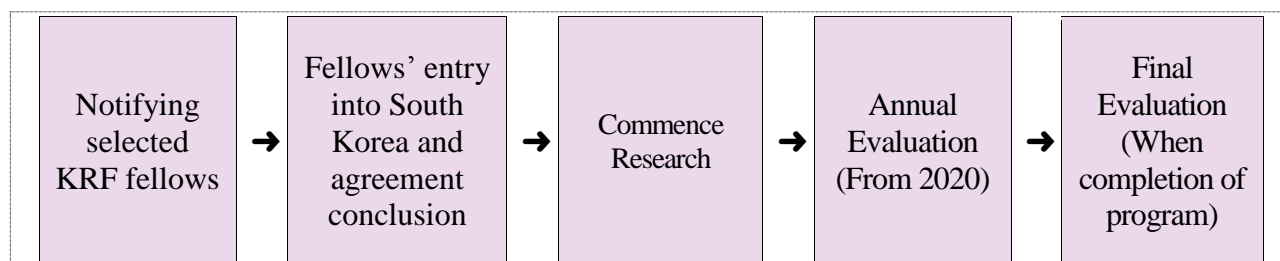 Notifying
selected
KRF fellows
➜
Fellows’ entry
into South
Korea and
agreement
conclusion
➜
Commence
Research
➜
Annual
Evaluation
(From 2020)
➜
Final
Evaluation
(When
completion of
program)